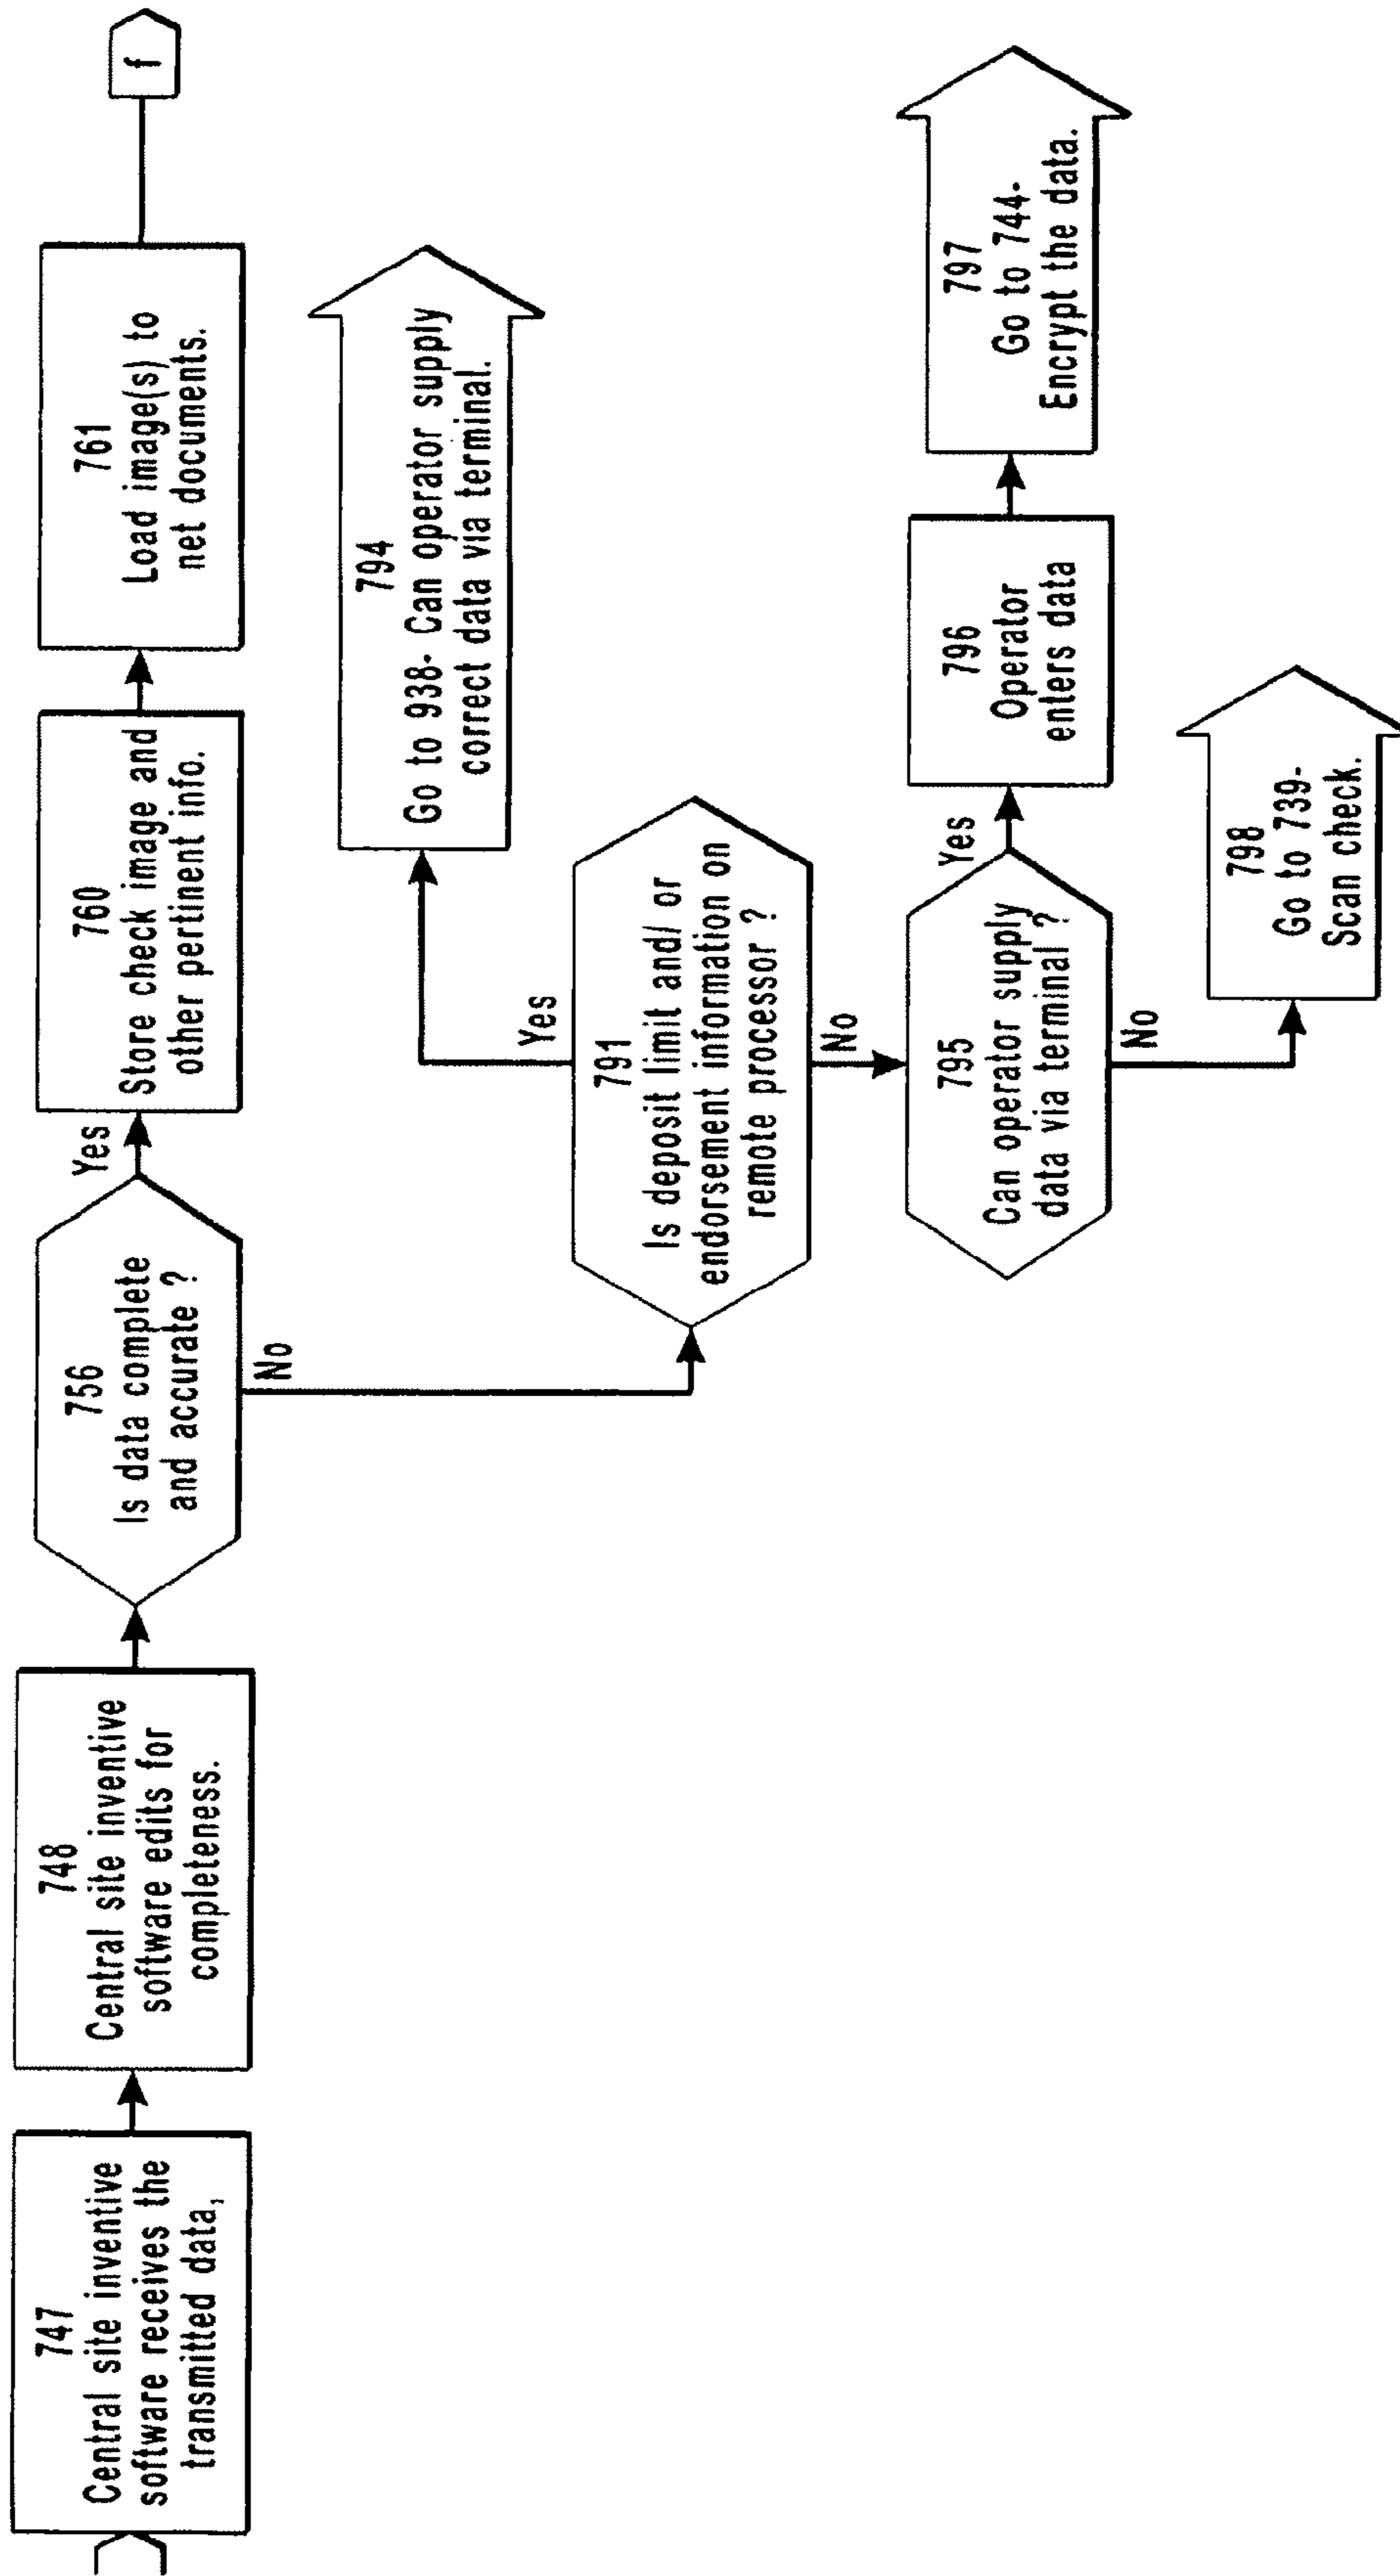 747
Central site inventive
software receives the
transmitted data,
748
Central site inventive
software edits for
completeness.
756
Is data complete
and accurate ?
Yes
No
760
Store check image and
other pertinent info.
761
Load image(s) to
net documents.
f
791
Is deposit limit and/ or
endorsement information on
remote processor ?
Yes
No
794
Go to 938- Can operator supply
correct data via terminal.
795
Can operator supply
data via terminal ?
Yes
No
796
Operator
enters data
797
Go to 744-
Encrypt the data.
798
Go to 739-
Scan check.